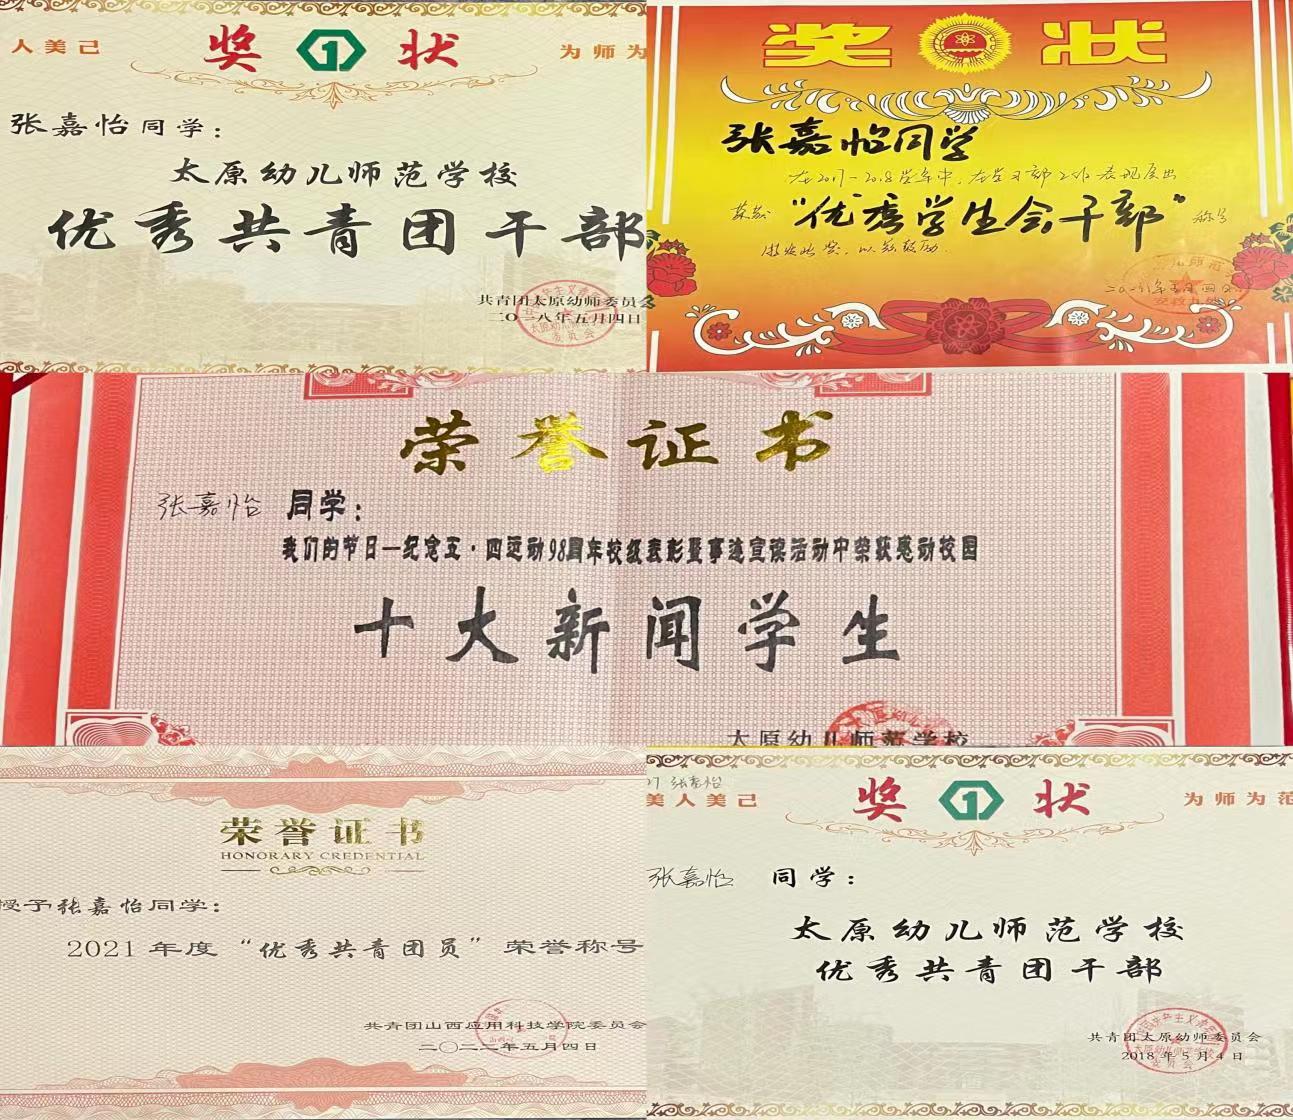 人美己
奖 状
为师为
张嘉怡同学：
太原幼儿师范学校
优秀共青团干部
共青团太原幼师委员会
二〇一八年五月四日
奖 状
张嘉怡同学
在2017-2018学年中，在学习部工作表现突出
荣获“优秀学生会干部”称号
荣誉证书
张嘉怡 同学：
我们的节日—纪念五·四运动98周年校级表彰暨事迹宣读活动中荣获感动校园
十大新闻学生
太原幼儿师范学校
荣誉证书
HONORARY CREDENTIAL
授予张嘉怡同学：
2021年度“优秀共青团员”荣誉称号
共青团山西应用科技学院委员会
二〇二二年五月四日
美人美己
奖 状
为师为范
张嘉怡 同学：
太原幼儿师范学校
优秀共青团干部
共青团太原幼师委员会
2018年5月4日